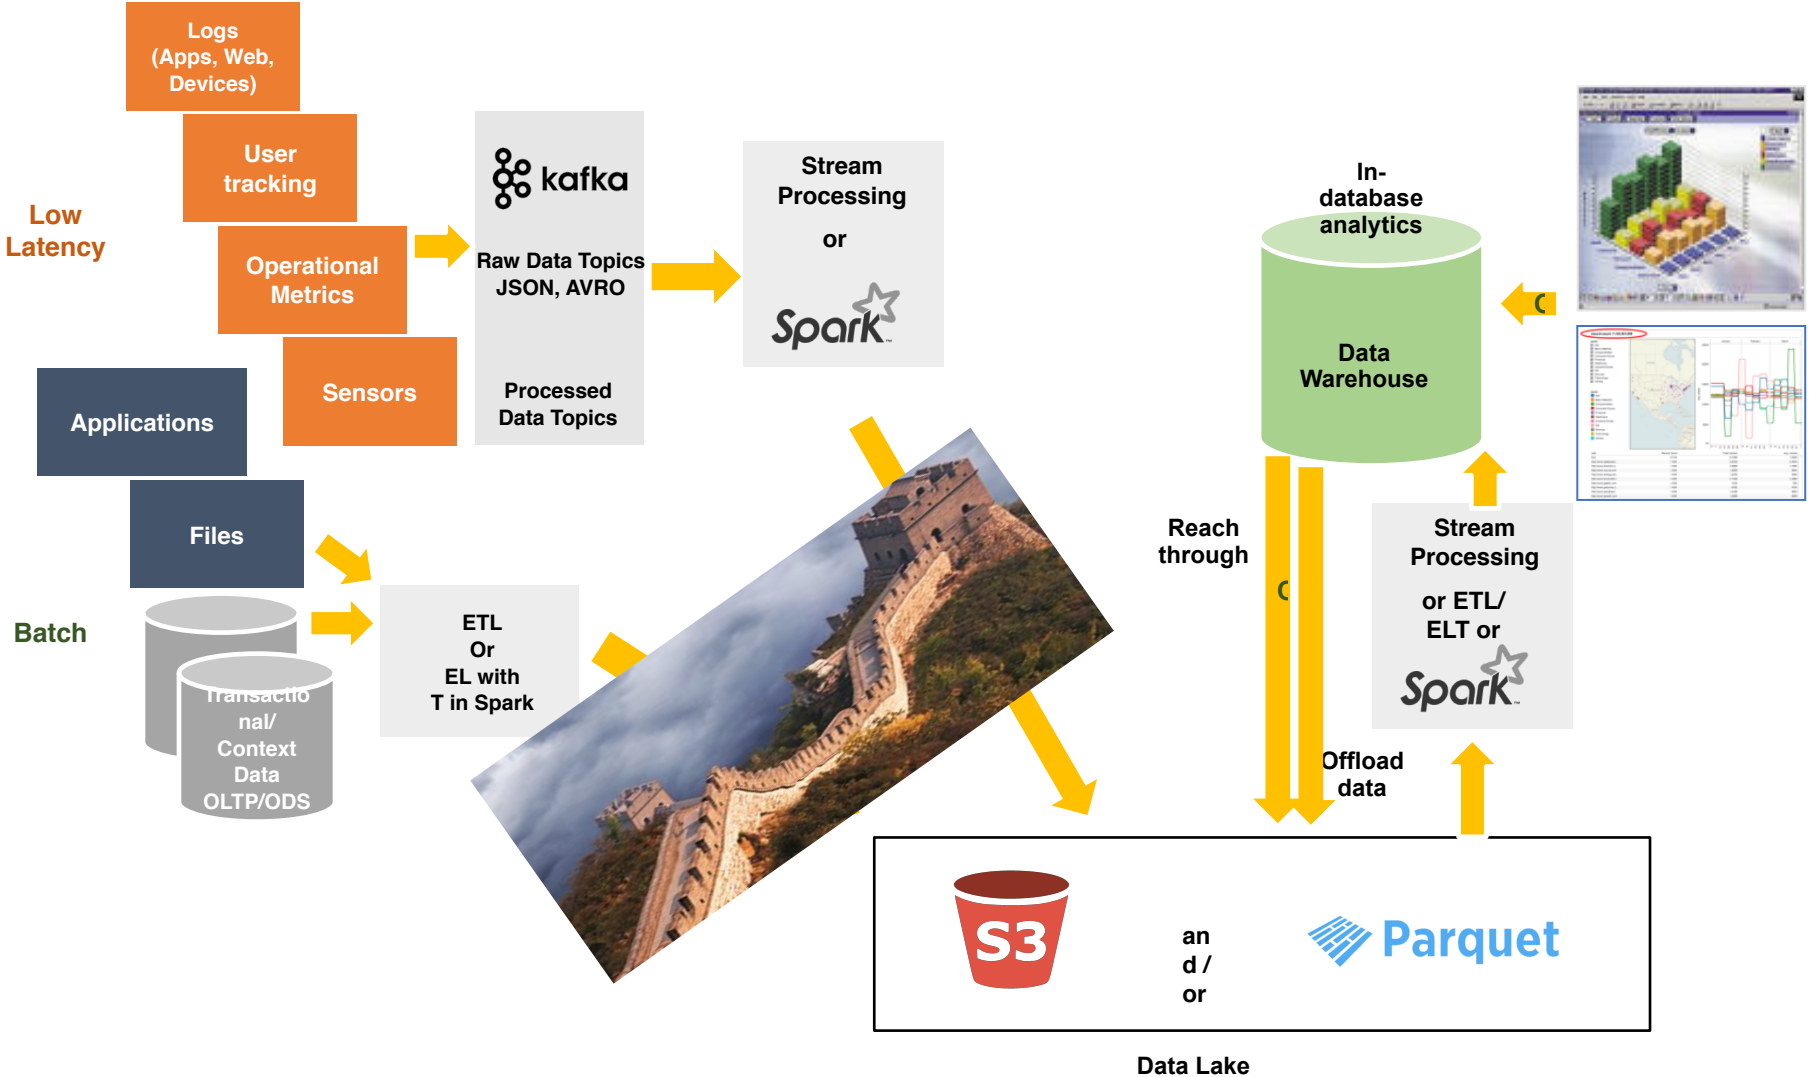 Logs
(Apps, Web,
Devices)
User
tracking
Low
Latency
Operational
Metrics
Sensors
Applications
Files
Batch
Transactio
nal/
Context
Data
OLTP/ODS
kafka
Raw Data Topics
JSON, AVRO
Processed
Data Topics
Stream
Processing
or
Spark
ETL
Or
EL with
T in Spark
In-
database
analytics
Data
Warehouse
Reach
through
Stream
Processing
or ETL/
ELT or
Spark
Offload
data
S3
an
d /
or
Parquet
Data Lake